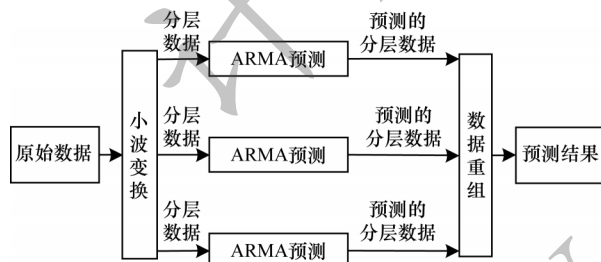 分层
数据
ARMA预测
预测的
分层数据
原始数据
小波变换
分层
数据
ARMA预测
预测的
分层数据
数据重组
预测结果
分层
数据
ARMA预测
预测的
分层数据